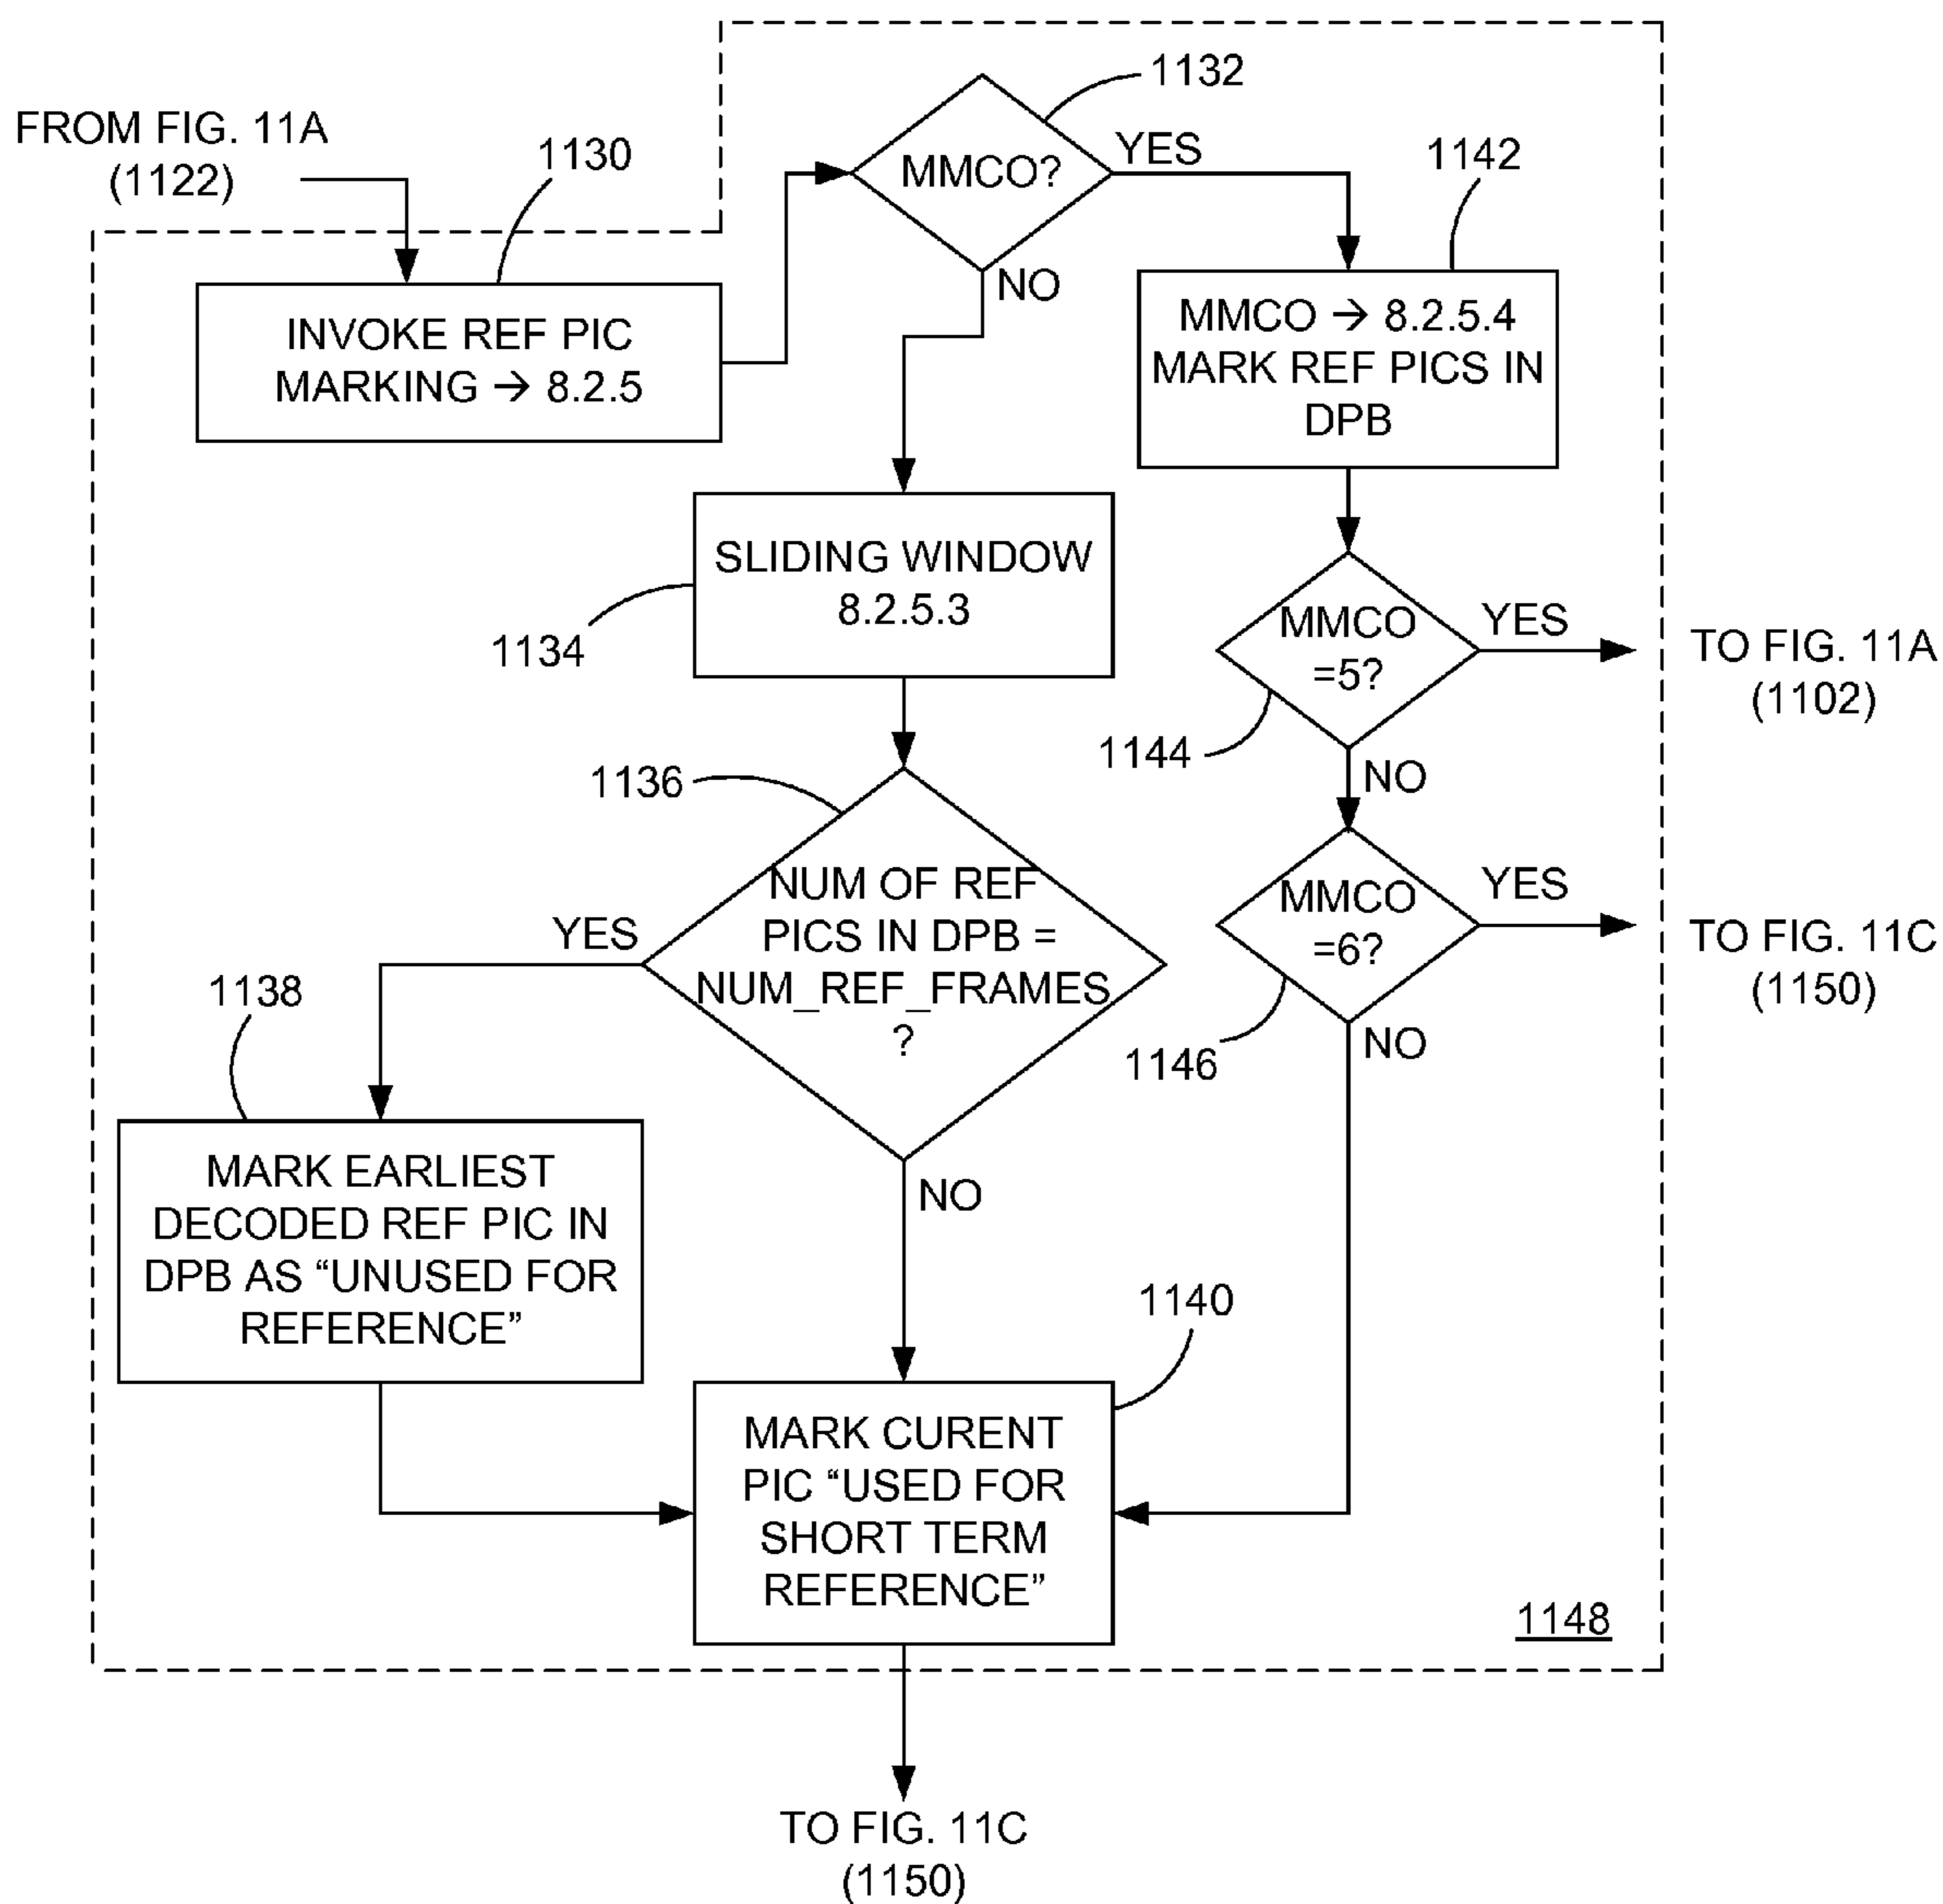 FROM FIG. 11A
(1122)
1130
INVOKE REF PIC
MARKING → 8.2.5
1132
MMCO?
YES
NO
1142
MMCO → 8.2.5.4
MARK REF PICS IN
DPB
SLIDING WINDOW
8.2.5.3
1134
MMCO
=5?
YES
TO FIG. 11A
(1102)
1144
NO
1136
NUM OF REF
PICS IN DPB =
NUM_REF_FRAMES
?
YES
NO
MMCO
=6?
YES
TO FIG. 11C
(1150)
1146
NO
1138
MARK EARLIEST
DECODED REF PIC IN
DPB AS “UNUSED FOR
REFERENCE”
1140
MARK CURENT
PIC “USED FOR
SHORT TERM
REFERENCE”
1148
TO FIG. 11C
(1150)